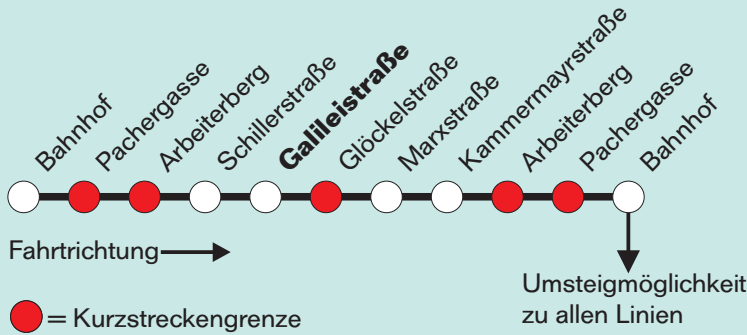 Bahnhof
Pachergasse
Arbeiterberg
Schillerstraße
Galileistraße
Glöckelstraße
Marxstraße
Kammermayrstraße
Arbeiterberg
Pachergasse
Bahnhof
Fahrtrichtung
Umsteigmöglichkeit
zu allen Linien
= Kurzstreckengrenze